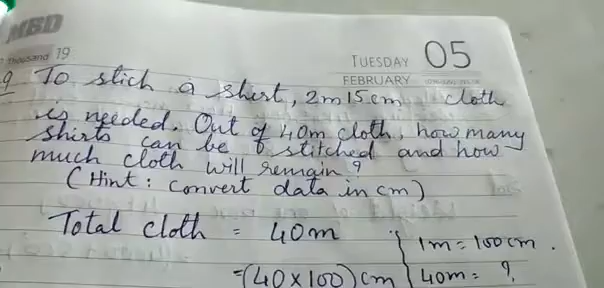 MBD
Thousand 19
TUESDAY 05
FEBRUARY
9 To stich a shirt, 2m 15cm cloth
is needed. Out of 40m cloth, how many
shirts can be stitched and how
much cloth will remain?
(Hint: convert data in cm)
Total cloth = 40m { 1m = 100cm.
=(40×100)cm 40m = ?